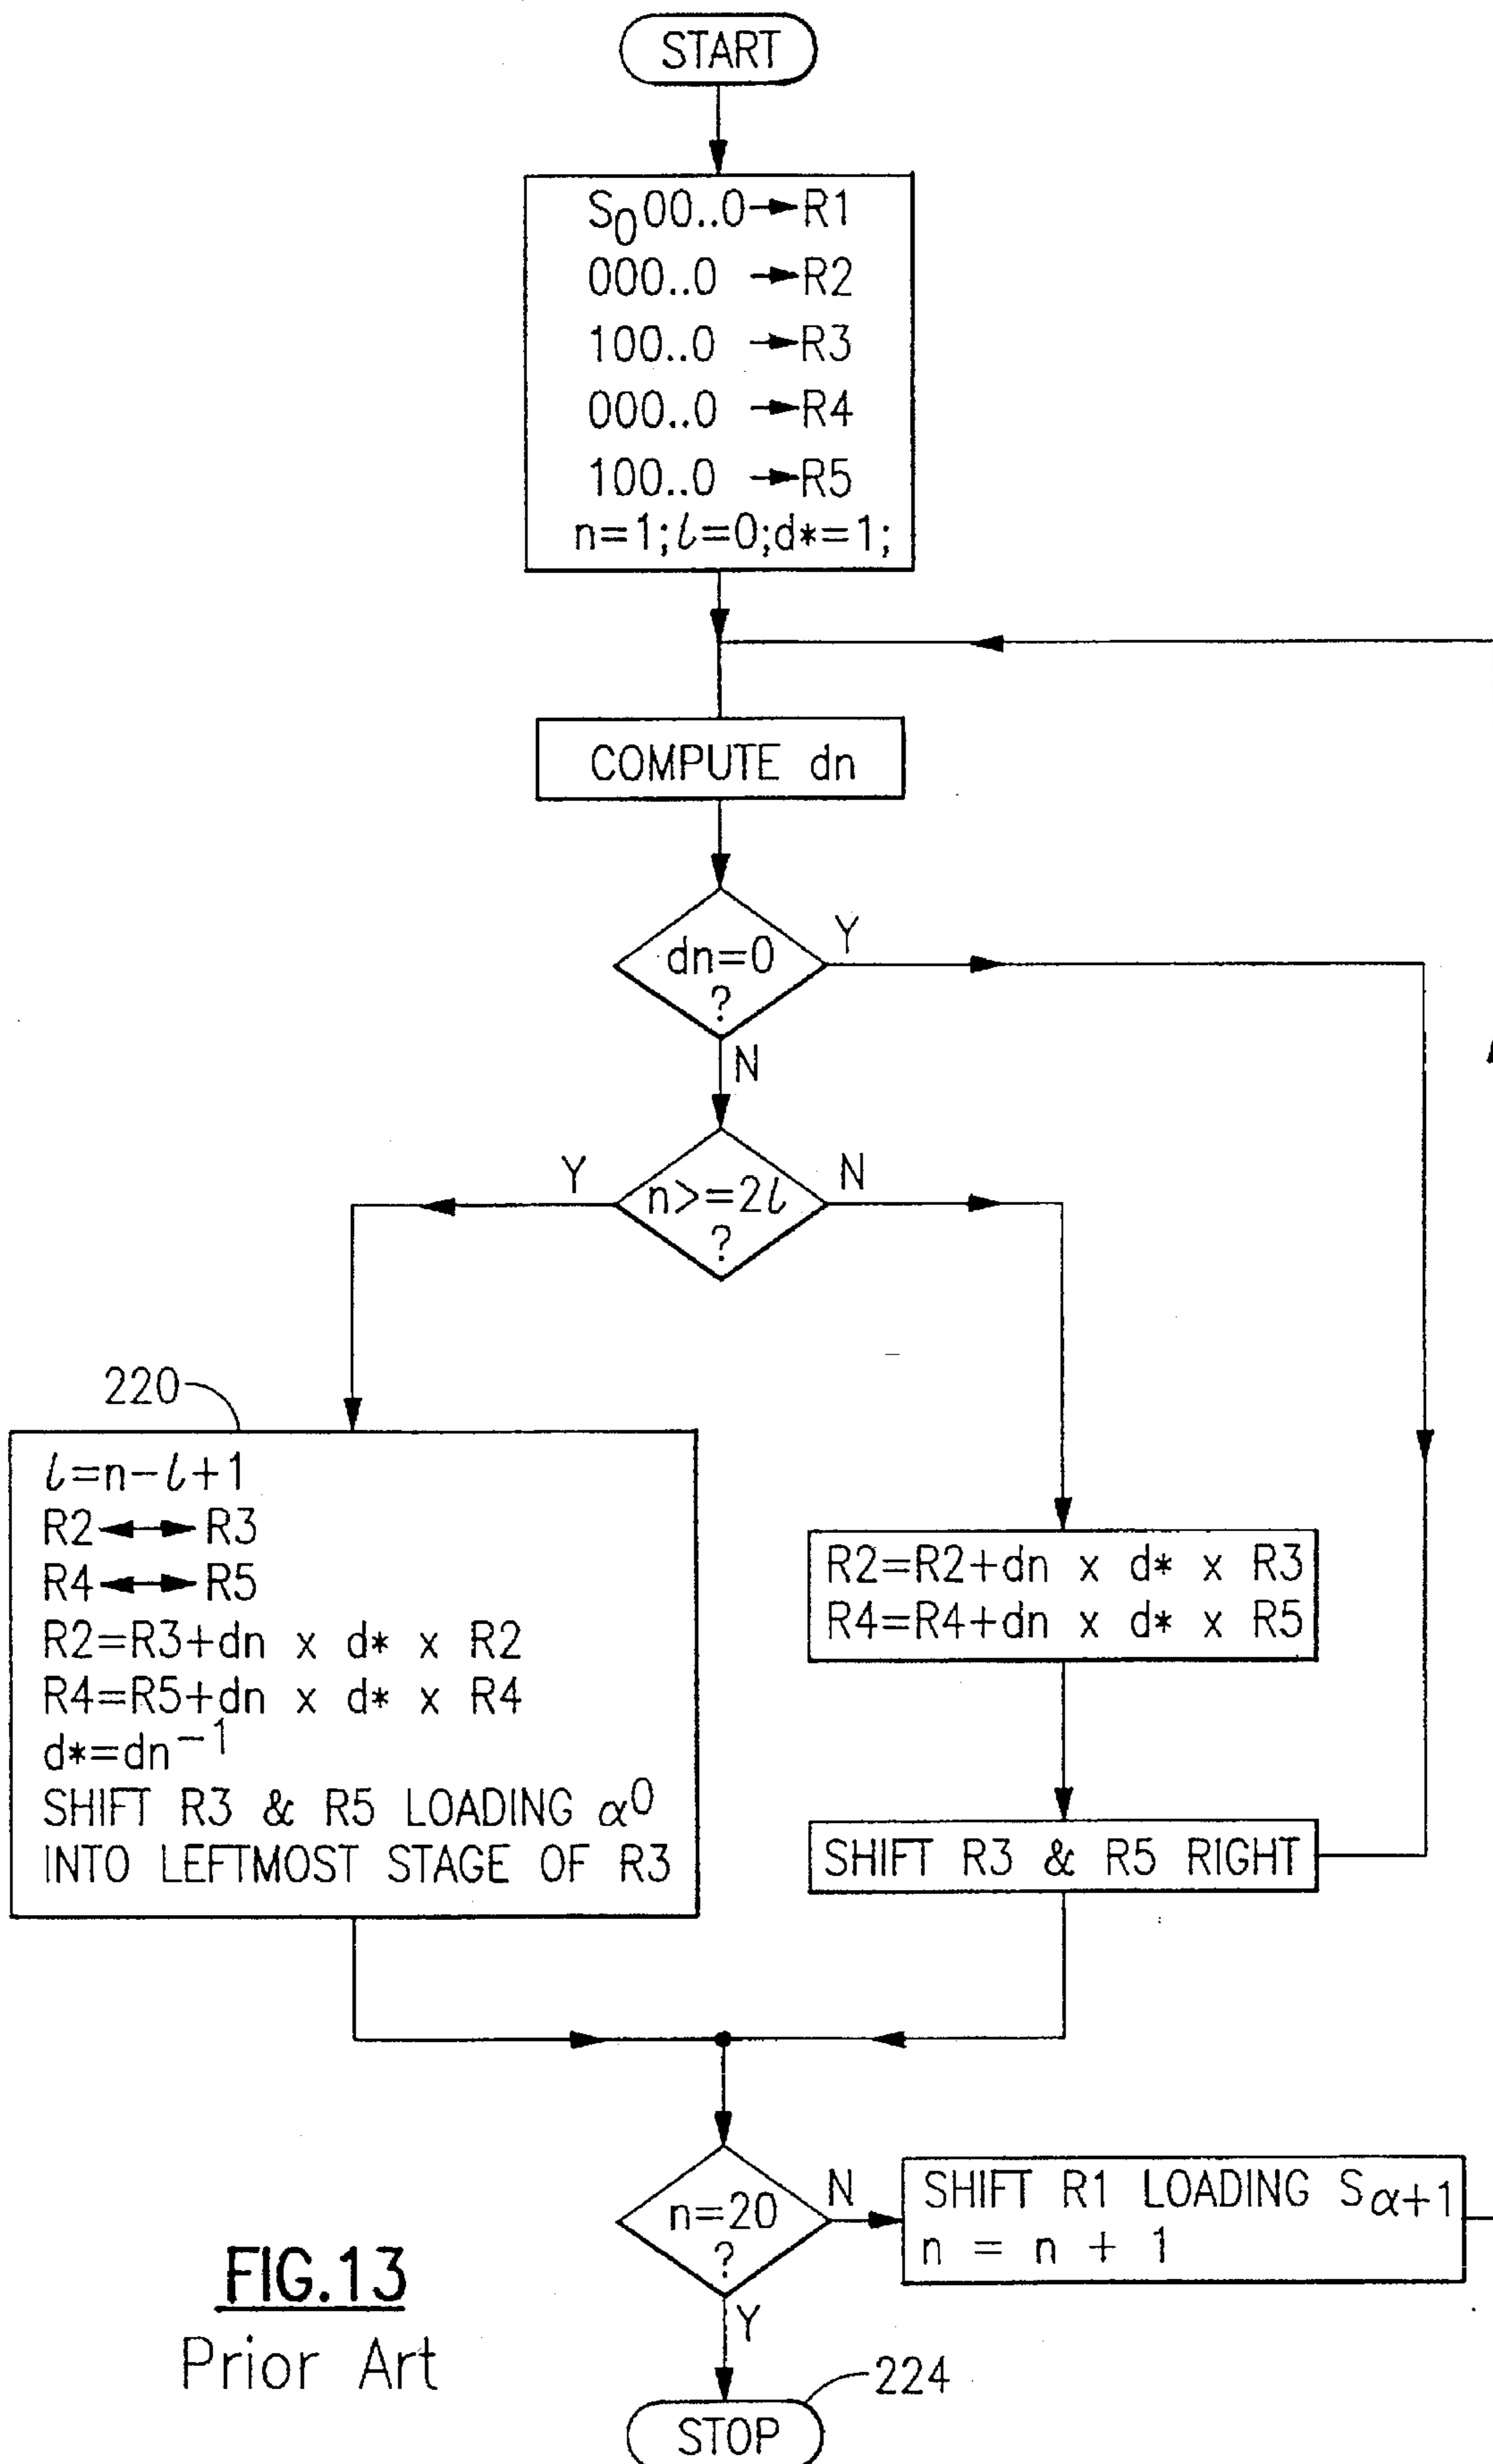 START
S₀00..0→R1
000..0 →R2
100..0 →R3
000..0 →R4
100..0 →R5
n=1;ℓ=0;d*=1;
COMPUTE dn
dn=0
?
Y
N
n>=2ℓ
?
Y
N
220
ℓ=n-ℓ+1
R2↔R3
R4↔R5
R2=R3+dn x d* x R2
R4=R5+dn x d* x R4
d*=dn⁻¹
SHIFT R3 & R5 LOADING α⁰
INTO LEFTMOST STAGE OF R3
R2=R2+dn x d* x R3
R4=R4+dn x d* x R5
SHIFT R3 & R5 RIGHT
n=20
?
N
Y
SHIFT R1 LOADING Sα+1
n = n + 1
224
STOP
FIG.13
Prior Art